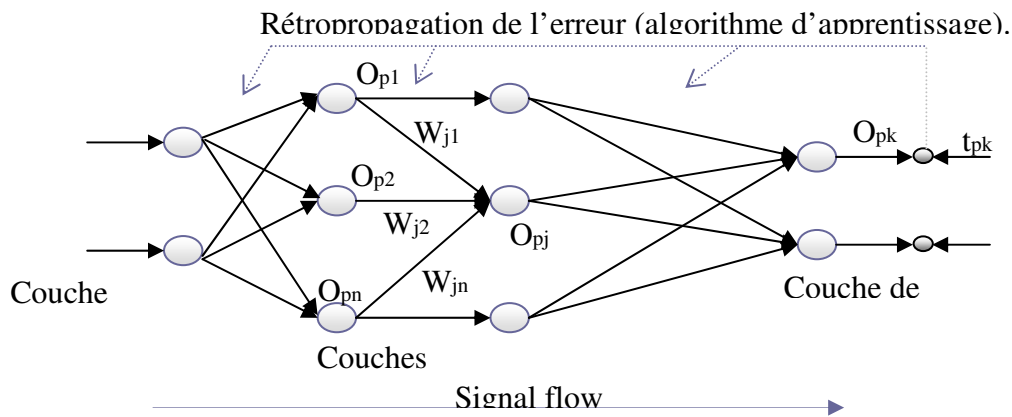 Rétropropagation de l’erreur (algorithme d’apprentissage).
Op1
Wj1
Opk
tpk
Op2
Wj2
Opj
Wjn
Opn
Couche
Couche de
Couches
Signal flow